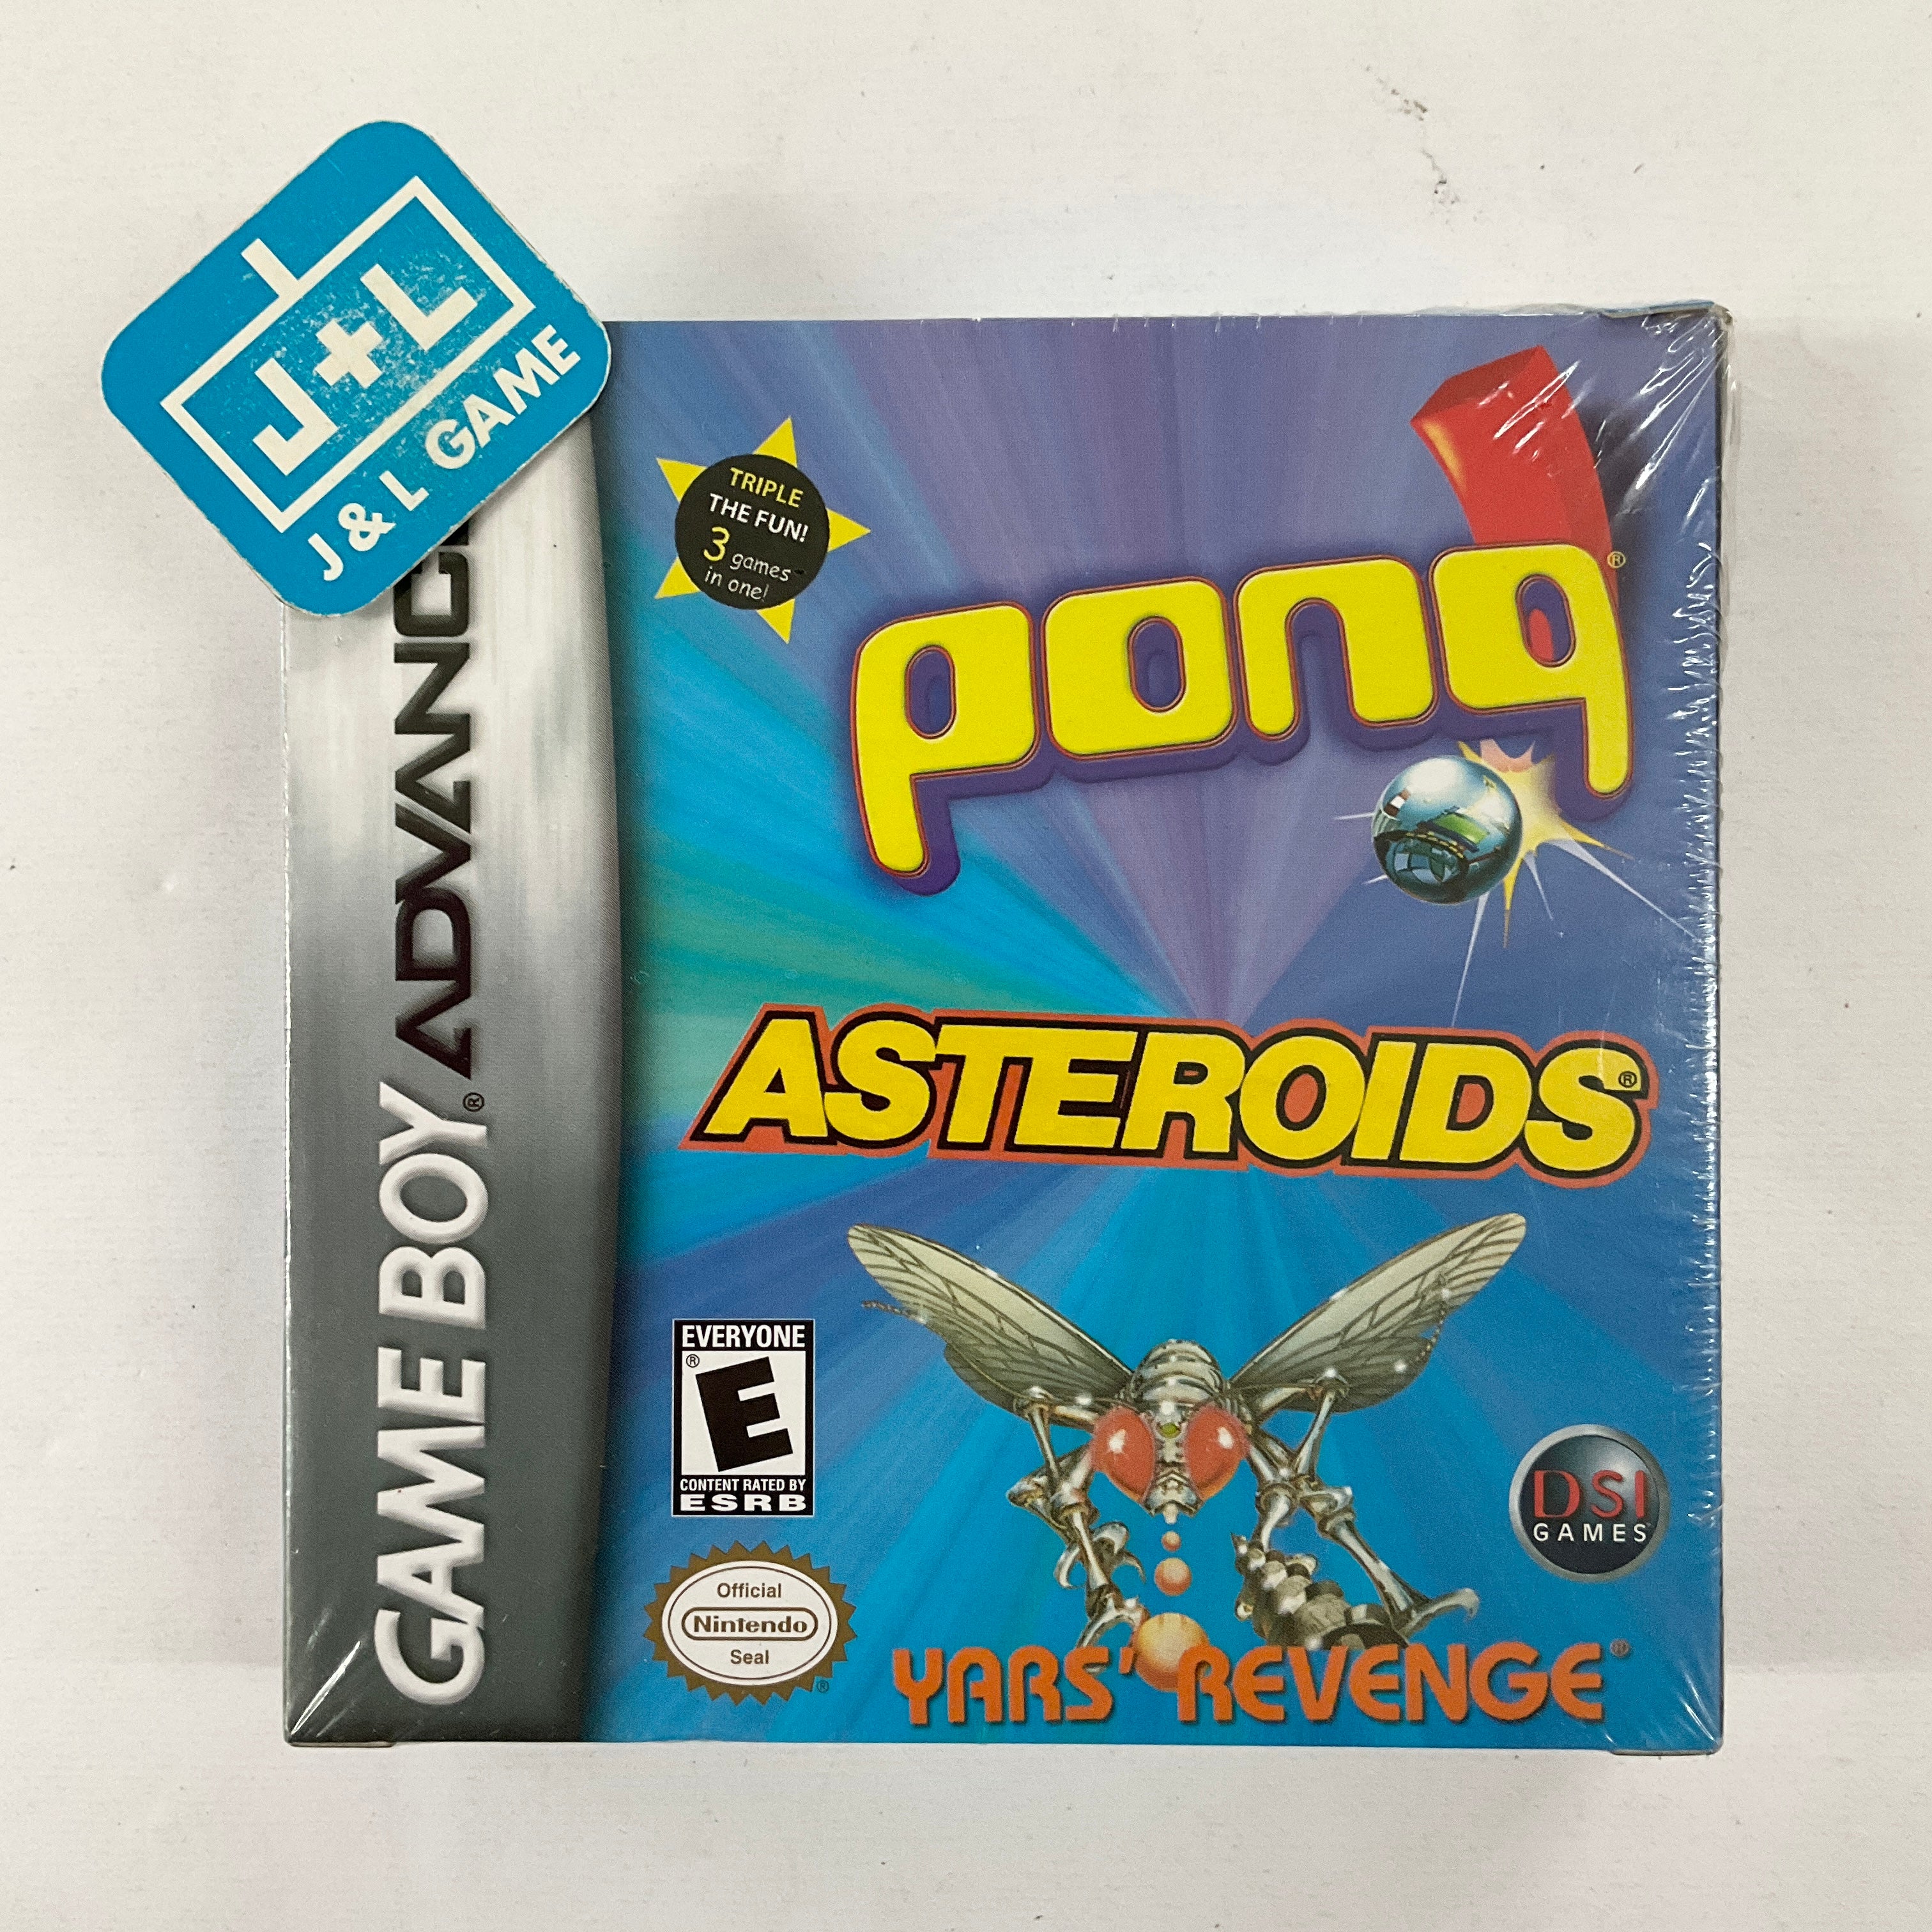 J+L
J & L GAME
GAME BOY ADVANCE
®
TRIPLE
THE FUN!
3 games
in one!
pong®
ASTEROIDS®
EVERYONE
®
E
CONTENT RATED BY
ESRB
DSI
GAMES
Official
Nintendo
Seal
®
YARS' REVENGE®